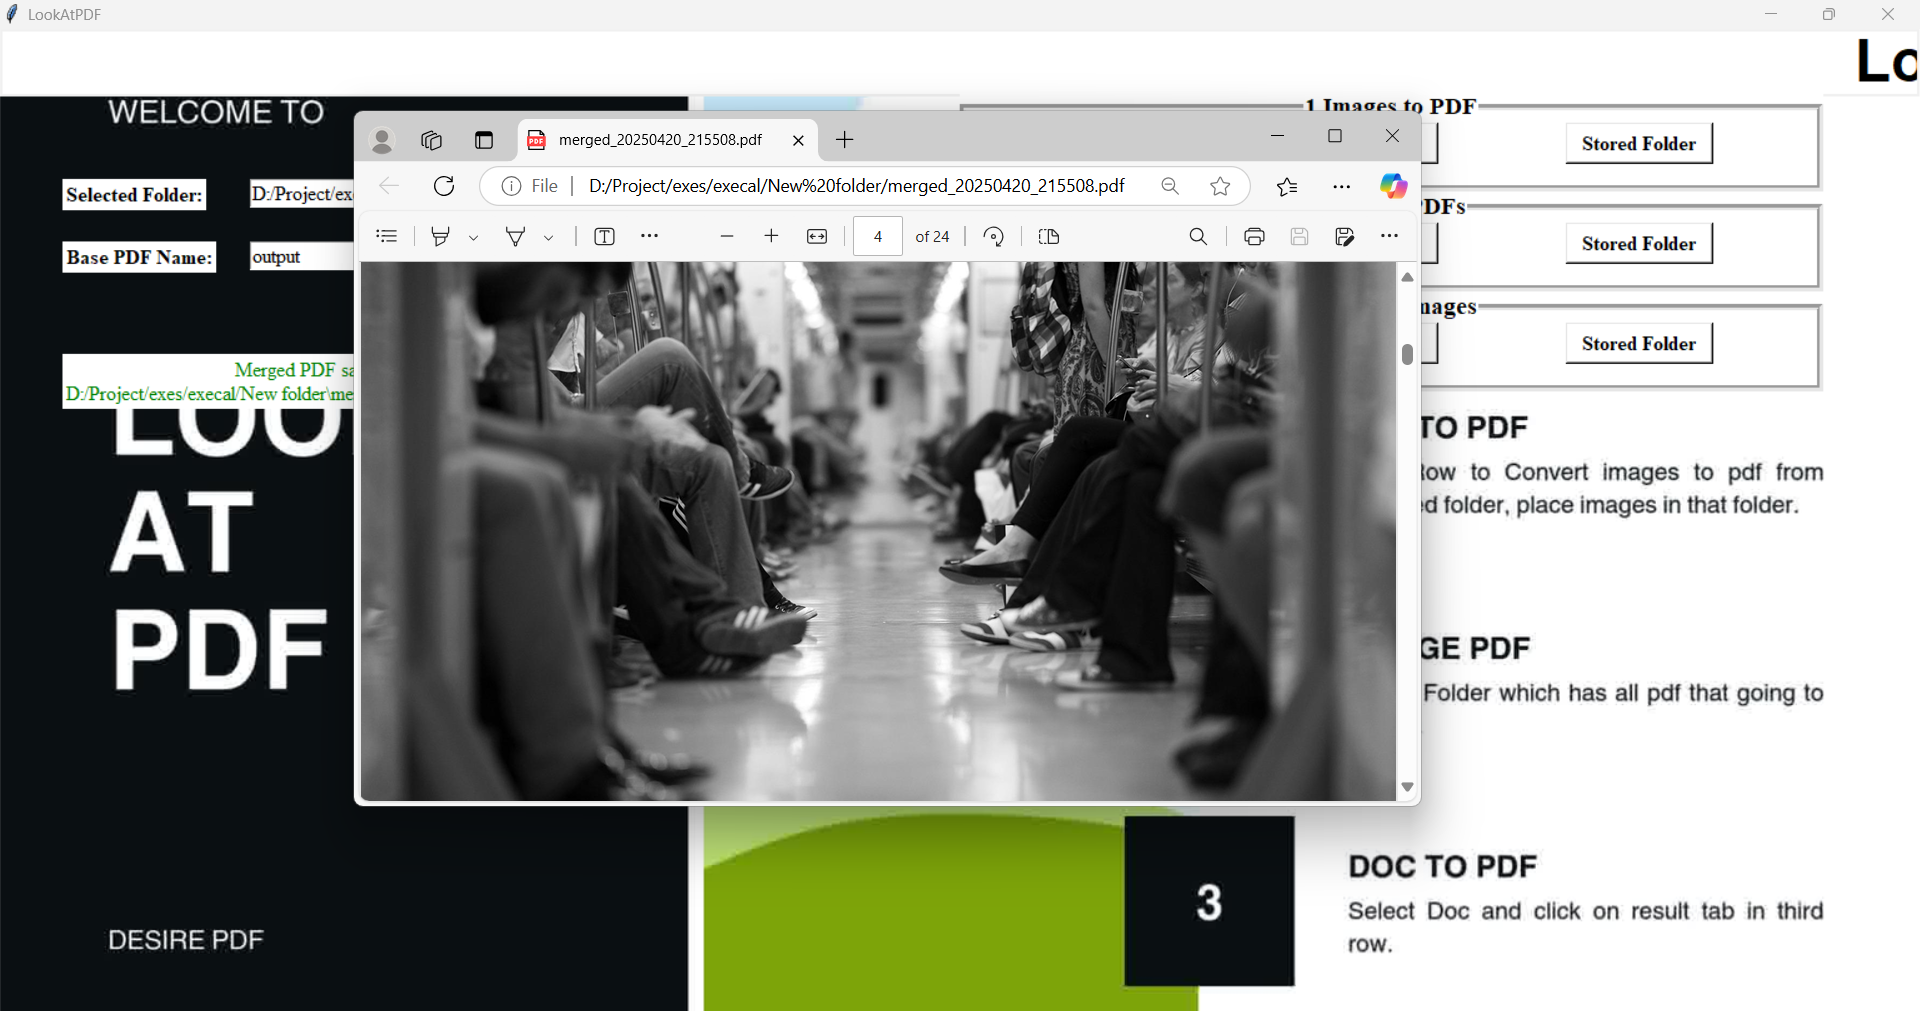 LookAtPDF
Lo
WELCOME TO
Selected Folder:
D:/Project/ex
Base PDF Name:
output
Merged PDF sa
D:/Project/exes/execal/New folder\me
LOO
AT
PDF
DESIRE PDF
merged_20250420_215508.pdf
File
D:/Project/exes/execal/New%20folder/merged_20250420_215508.pdf
4
of 24
1 Images to PDF
Stored Folder
PDFs
Stored Folder
mages
Stored Folder
TO PDF
Row to Convert images to pdf from
ed folder, place images in that folder.
GE PDF
Folder which has all pdf that going to
3
DOC TO PDF
Select Doc and click on result tab in third
row.